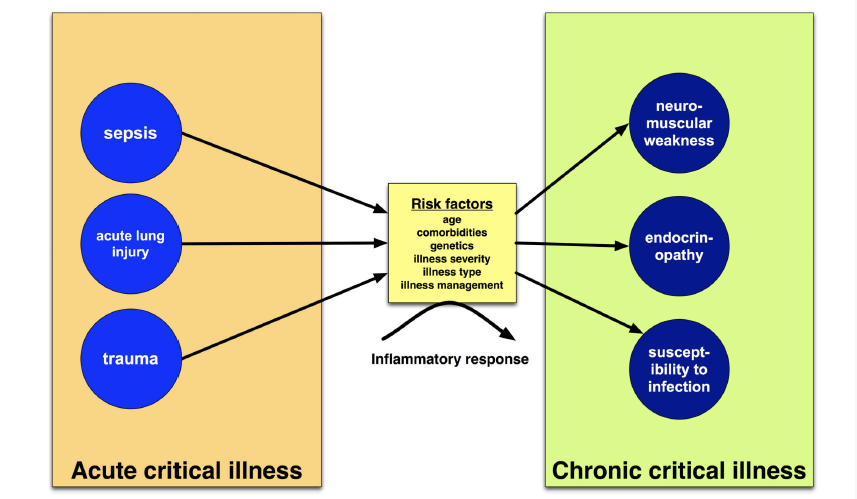 sepsis
acute lung
injury
trauma
Acute critical illness
Risk factors
age
comorbidities
genetics
illness severity
illness type
illness management
Inflammatory response
neuro-
muscular
weakness
endocrin-
opathy
suscept-
ibility to
infection
Chronic critical illness